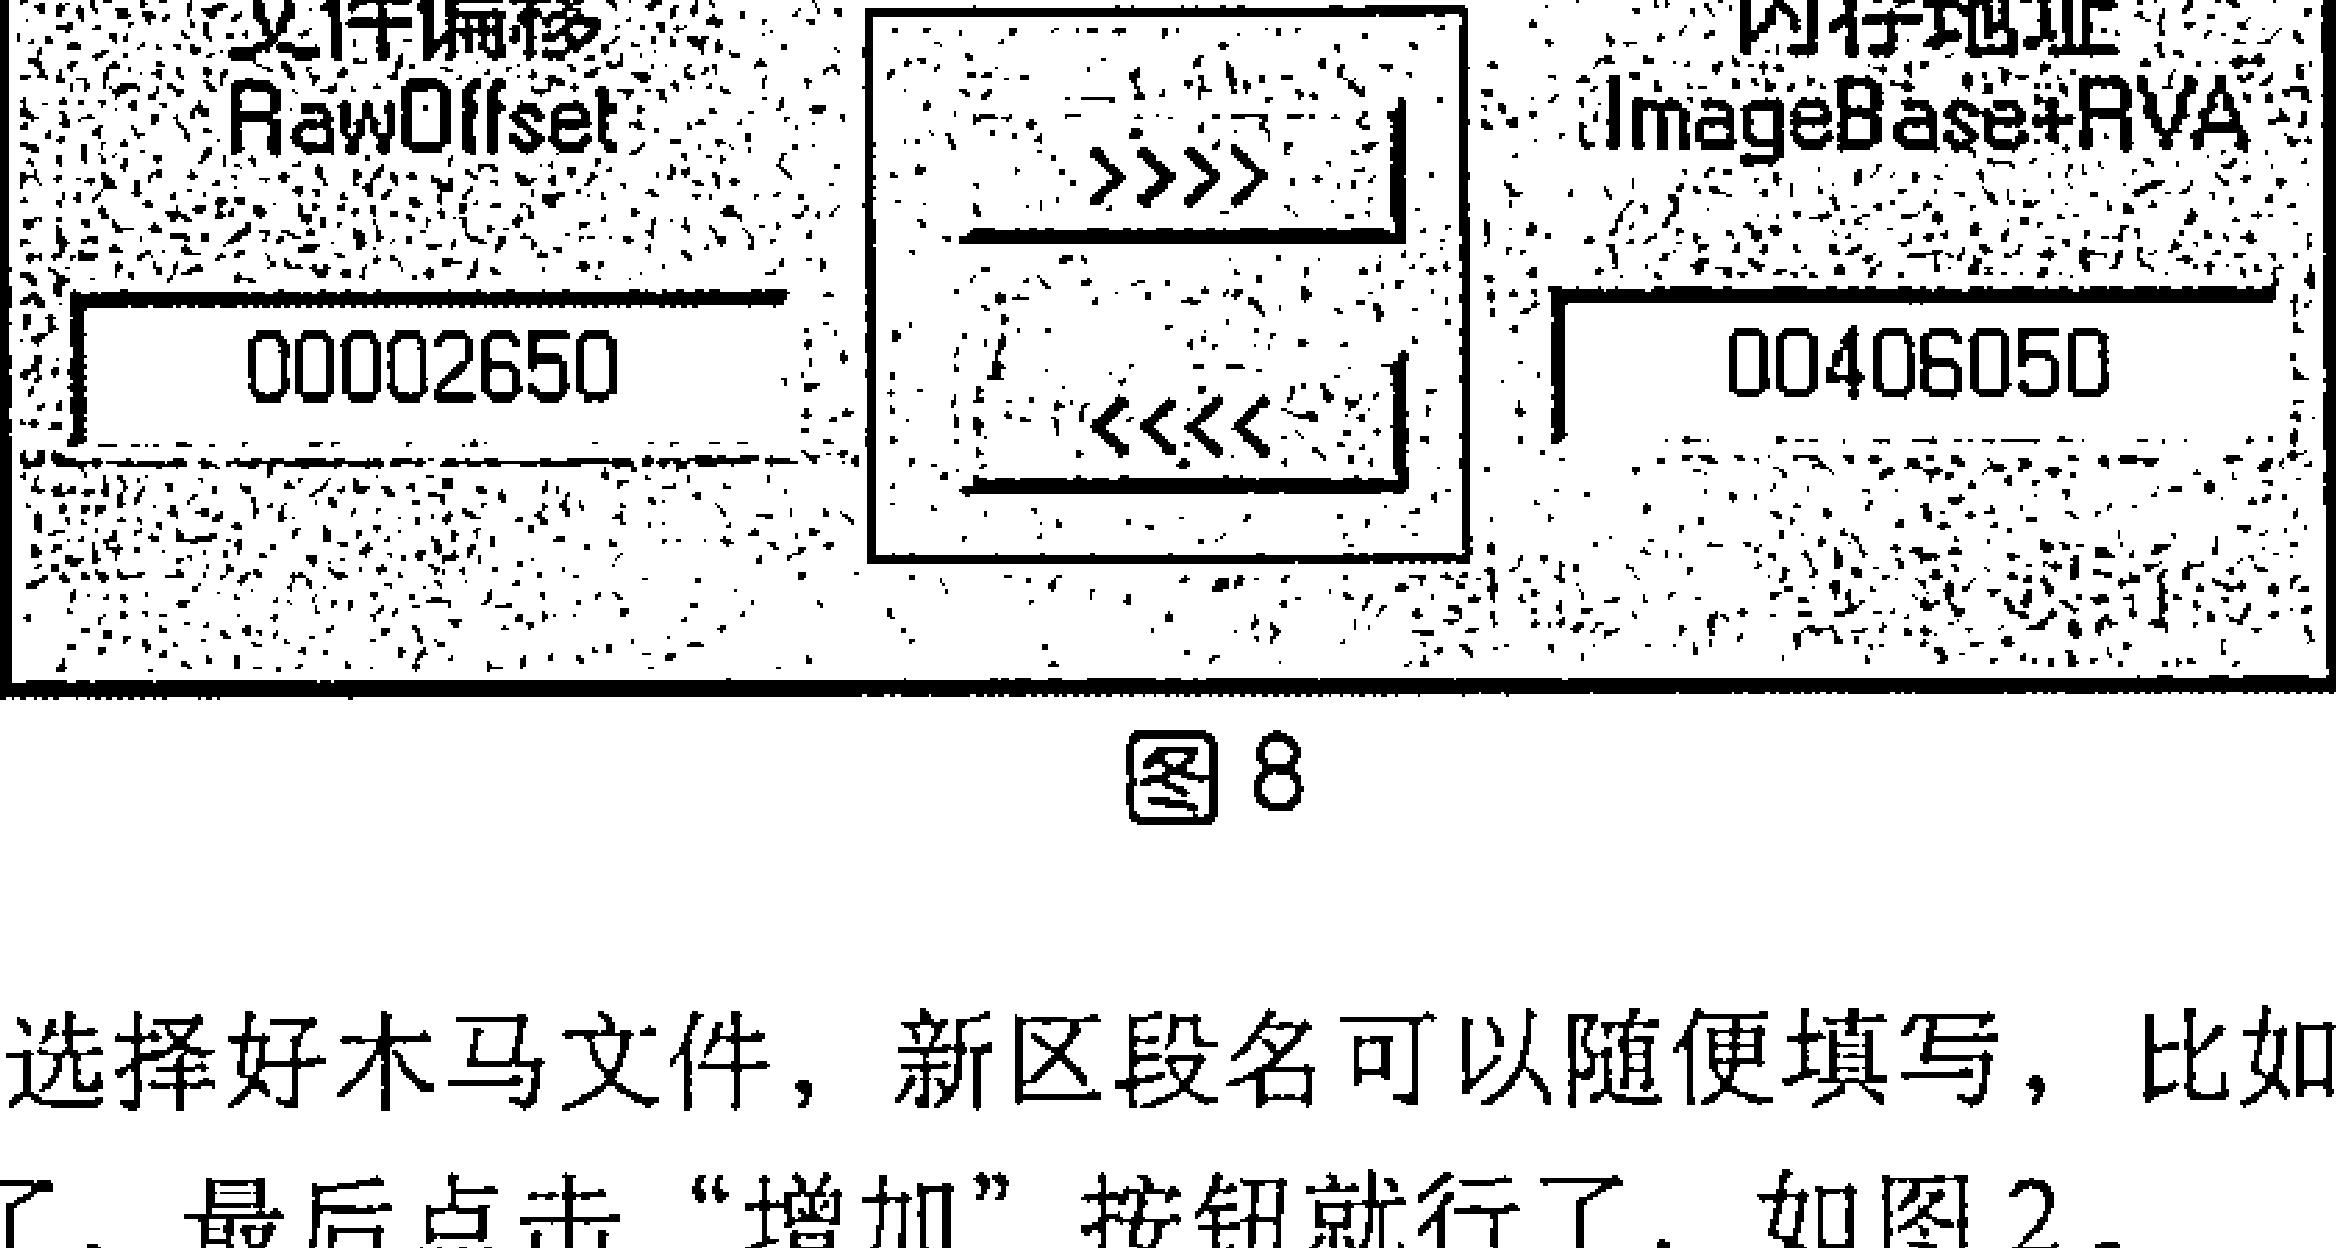 文件偏移 内存地址
RawOffset >>>> ImageBase+RVA
00002650 <<<< 00406050
图 8
选择好木马文件，新区段名可以随便填写，比如
了，最后点击“增加”按钮就行了，如图 2。